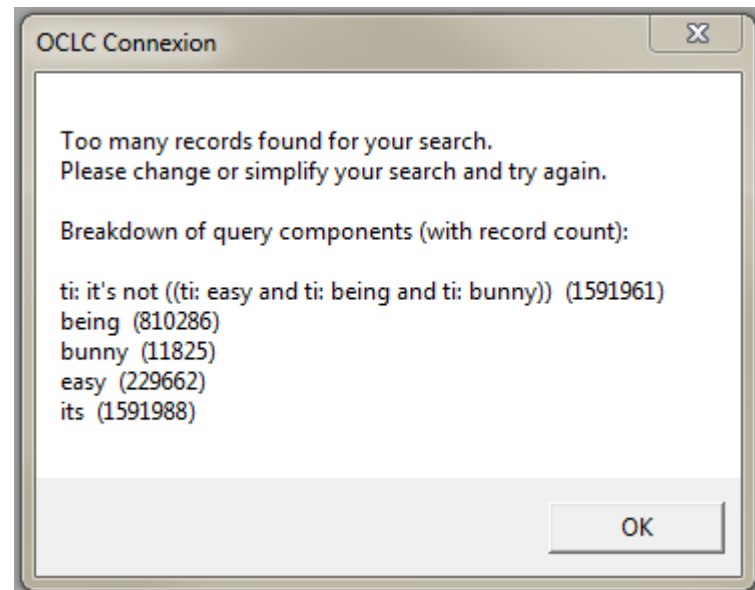 OCLC Connexion
Too many records found for your search.
Please change or simplify your search and try again.
Breakdown of query components (with record count):
ti: it's not ((ti: easy and ti: being and ti: bunny)) (1591961)
being (810286)
bunny (11825)
easy (229662)
its (1591988)
OK